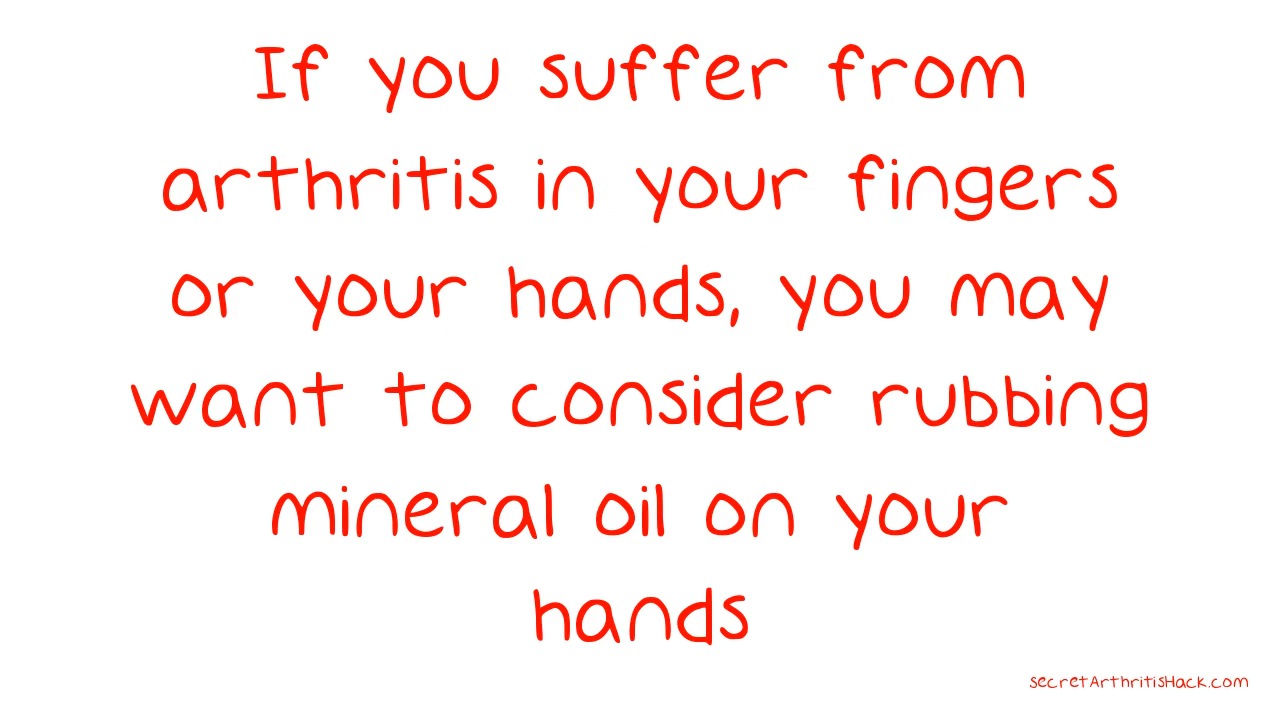 If you suffer from
arthritis in your fingers
or your hands, you may
want to consider rubbing
mineral oil on your
hands
secretArthritisHack.com